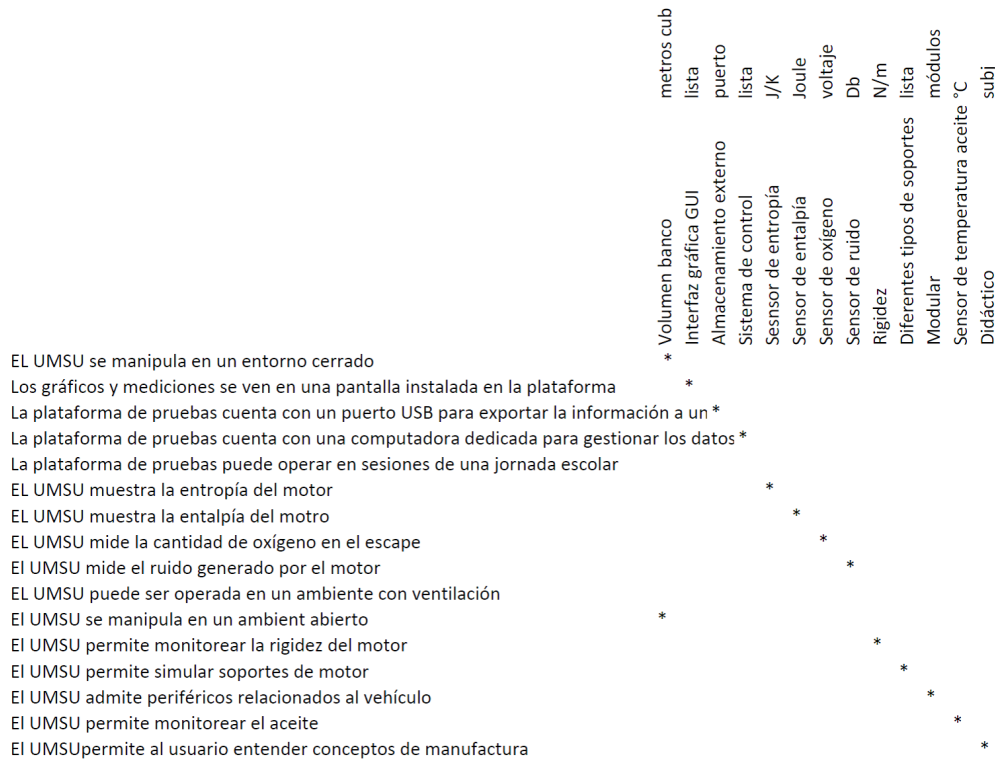 metros cub
lista
puerto
lista
J/K
Joule
voltaje
Db
N/m
lista
módulos
°C
subi
Volumen banco
Interfaz gráfica GUI
Almacenamiento externo
Sistema de control
Sesnsor de entropía
Sensor de entalpía
Sensor de oxígeno
Sensor de ruido
Rigidez
Diferentes tipos de soportes
Modular
Sensor de temperatura aceite
Didáctico
EL UMSU se manipula en un entorno cerrado *
Los gráficos y mediciones se ven en una pantalla instalada en la plataforma *
La plataforma de pruebas cuenta con un puerto USB para exportar la información a un *
La plataforma de pruebas cuenta con una computadora dedicada para gestionar los datos *
La plataforma de pruebas puede operar en sesiones de una jornada escolar
EL UMSU muestra la entropía del motor *
EL UMSU muestra la entalpía del motro *
EL UMSU mide la cantidad de oxígeno en el escape *
El UMSU mide el ruido generado por el motor *
EL UMSU puede ser operada en un ambiente con ventilación
El UMSU se manipula en un ambient abierto *
El UMSU permite monitorear la rigidez del motor *
El UMSU permite simular soportes de motor *
El UMSU admite periféricos relacionados al vehículo *
El UMSU permite monitorear el aceite *
El UMSUpermite al usuario entender conceptos de manufactura *